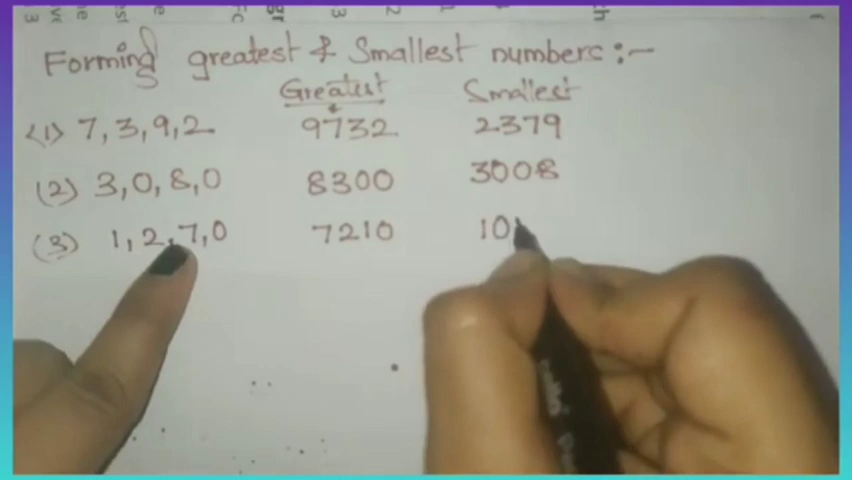 Forming greatest & Smallest numbers :-
Greatest Smallest
(1) 7, 3, 9, 2 9732 2379
(2) 3, 0, 8, 0 8300 3008
(3) 1, 2, 7, 0 7210 10